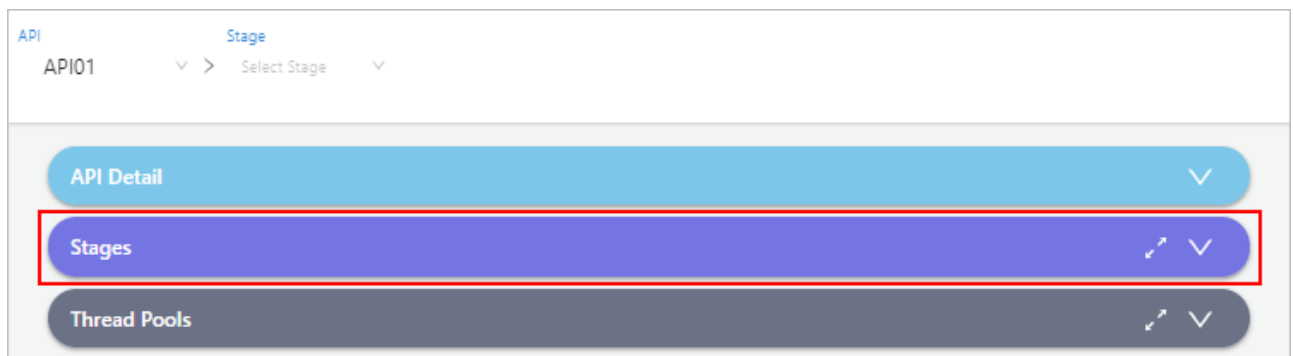 API Stage
API01 > Select Stage
API Detail
Stages
Thread Pools